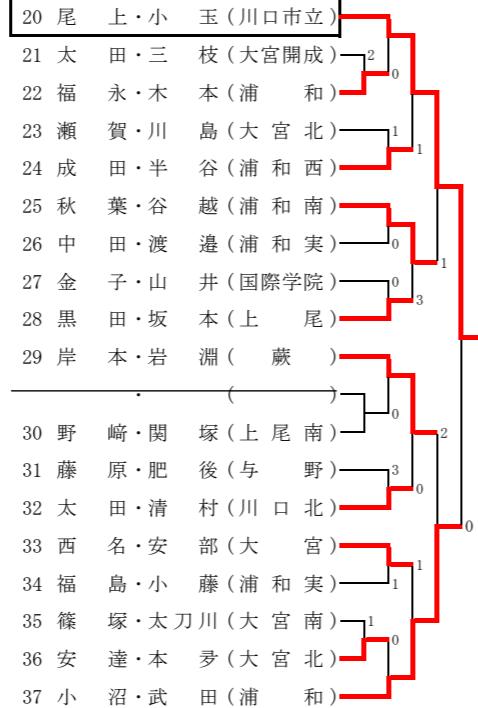 20 尾 上・小 玉(川口市立)
21 太 田・三 枝(大宮開成) 2
0
22 福 永・木 本(浦 和)
23 瀬 賀・川 島(大 宮 北) 1
1
24 成 田・半 谷(浦 和 西)
25 秋 葉・谷 越(浦 和 南)
26 中 田・渡 邉(浦 和 実) 0
1
27 金 子・山 井(国際学院) 0
3
28 黒 田・坂 本(上 尾)
29 岸 本・岩 淵( 蕨 )
・ ( )
0
30 野 﨑・関 塚(上 尾 南) 2
31 藤 原・肥 後(与 野) 3
0
32 太 田・清 村(川 口 北)
0
33 西 名・安 部(大 宮)
1
34 福 島・小 藤(浦 和 実) 1
35 篠 塚・太刀川(大 宮 南) 1
0
36 安 達・本 夛(大 宮 北)
37 小 沼・武 田(浦 和)